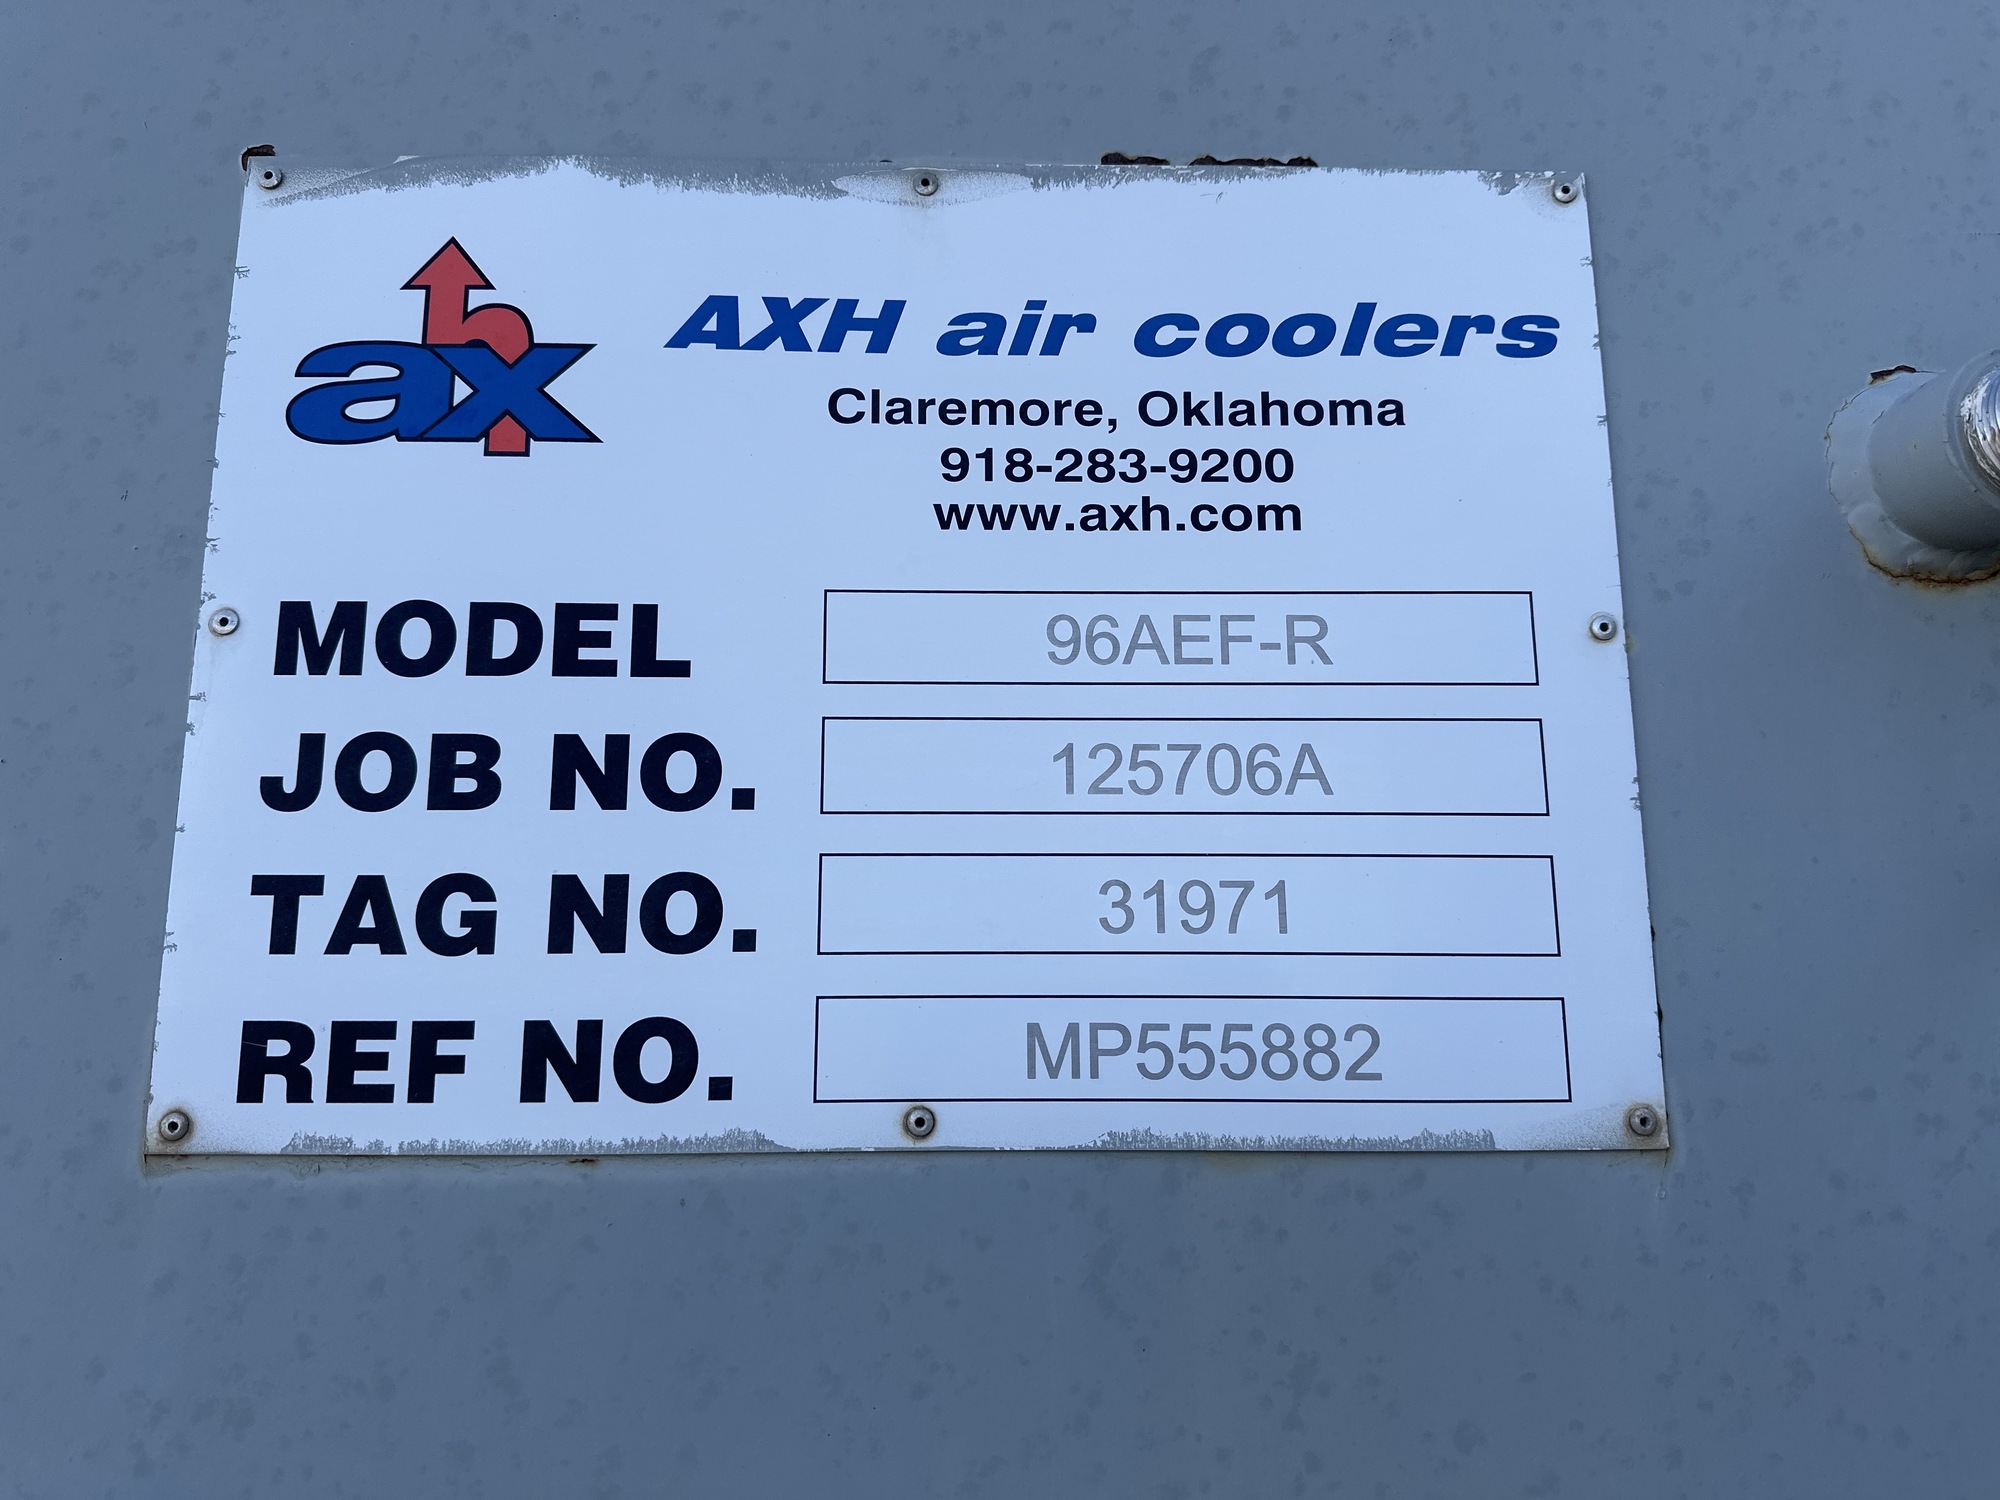 axh
AXH air coolers
Claremore, Oklahoma
918-283-9200
www.axh.com
MODEL 96AEF-R
JOB NO. 125706A
TAG NO. 31971
REF NO. MP555882